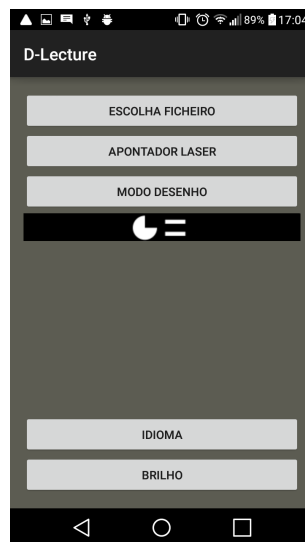 89% 17:04
D-Lecture
ESCOLHA FICHEIRO
APONTADOR LASER
MODO DESENHO
IDIOMA
BRILHO